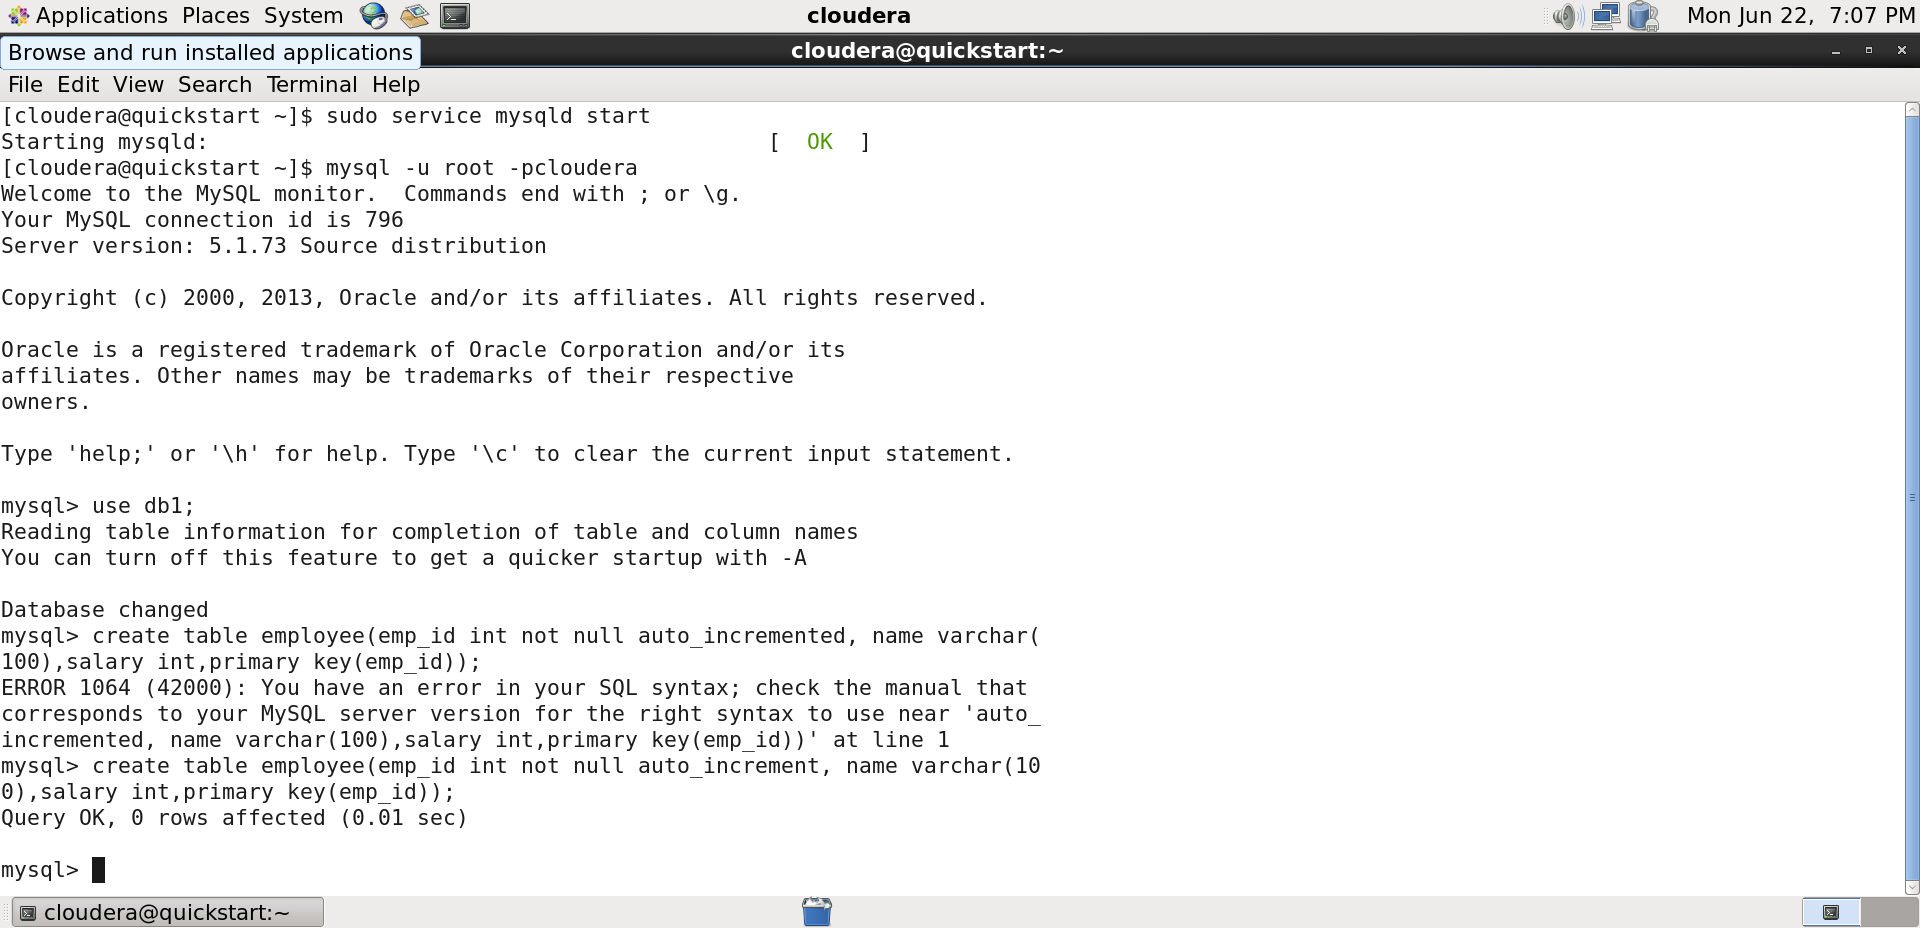 Applications Places System
cloudera
Mon Jun 22, 7:07 PM
Browse and run installed applications
cloudera@quickstart:~
File Edit View Search Terminal Help
[cloudera@quickstart ~]$ sudo service mysqld start
Starting mysqld: [ OK ]
[cloudera@quickstart ~]$ mysql -u root -pcloudera
Welcome to the MySQL monitor.  Commands end with ; or \g.
Your MySQL connection id is 796
Server version: 5.1.73 Source distribution
Copyright (c) 2000, 2013, Oracle and/or its affiliates. All rights reserved.
Oracle is a registered trademark of Oracle Corporation and/or its
affiliates. Other names may be trademarks of their respective
owners.
Type 'help;' or '\h' for help. Type '\c' to clear the current input statement.
mysql> use db1;
Reading table information for completion of table and column names
You can turn off this feature to get a quicker startup with -A
Database changed
mysql> create table employee(emp_id int not null auto_incremented, name varchar(
100),salary int,primary key(emp_id));
ERROR 1064 (42000): You have an error in your SQL syntax; check the manual that
corresponds to your MySQL server version for the right syntax to use near 'auto_
incremented, name varchar(100),salary int,primary key(emp_id))' at line 1
mysql> create table employee(emp_id int not null auto_increment, name varchar(10
0),salary int,primary key(emp_id));
Query OK, 0 rows affected (0.01 sec)
mysql>
cloudera@quickstart:~